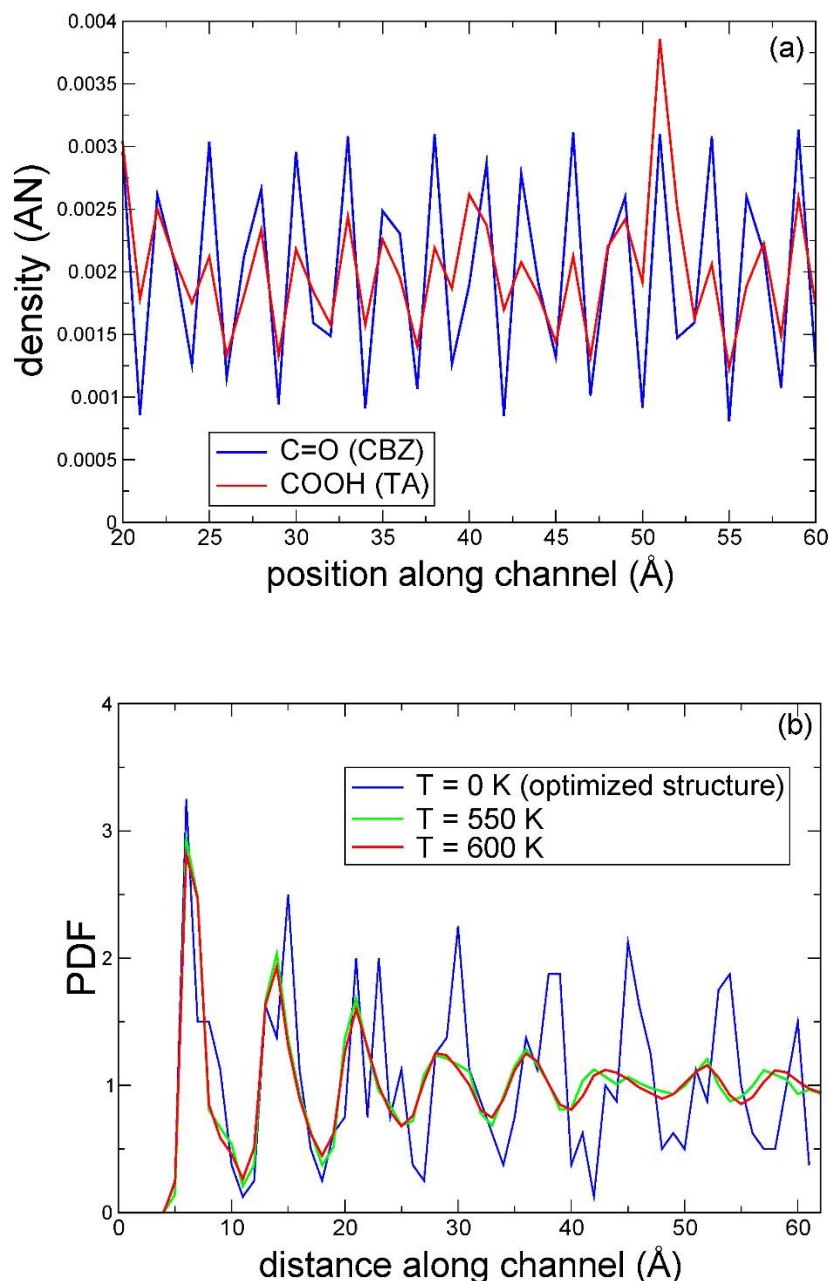 (a)
0.004
0.0035
0.003
0.0025
0.002
0.0015
0.001
0.0005
0
density (AN)
C=O (CBZ)
COOH (TA)
20 25 30 35 40 45 50 55 60
position along channel (Å)
(b)
4
3
2
1
0
PDF
T = 0 K (optimized structure)
T = 550 K
T = 600 K
0 10 20 30 40 50 60
distance along channel (Å)